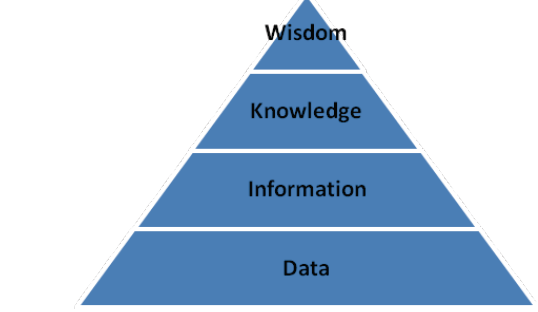 Wisdom
Knowledge
Information
Data